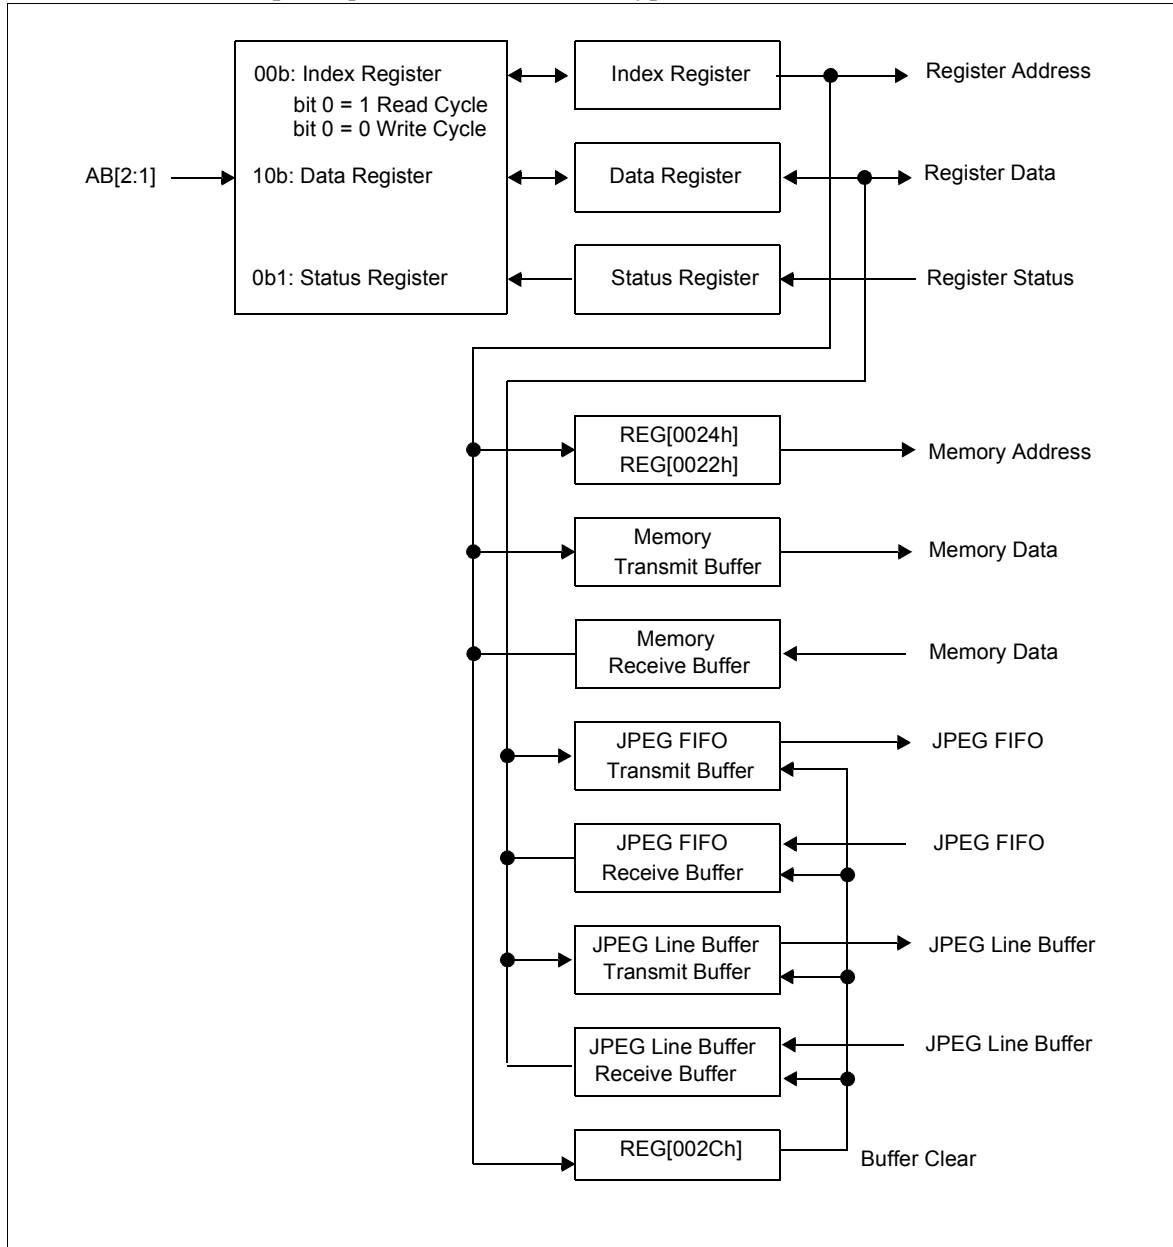 00b: Index Register
bit 0 = 1 Read Cycle
bit 0 = 0 Write Cycle
Index Register
Register Address
AB[2:1]
10b: Data Register
Data Register
Register Data
0b1: Status Register
Status Register
Register Status
REG[0024h]
REG[0022h]
Memory Address
Memory
Transmit Buffer
Memory Data
Memory
Receive Buffer
Memory Data
JPEG FIFO
Transmit Buffer
JPEG FIFO
JPEG FIFO
Receive Buffer
JPEG FIFO
JPEG Line Buffer
Transmit Buffer
JPEG Line Buffer
JPEG Line Buffer
Receive Buffer
JPEG Line Buffer
REG[002Ch]
Buffer Clear